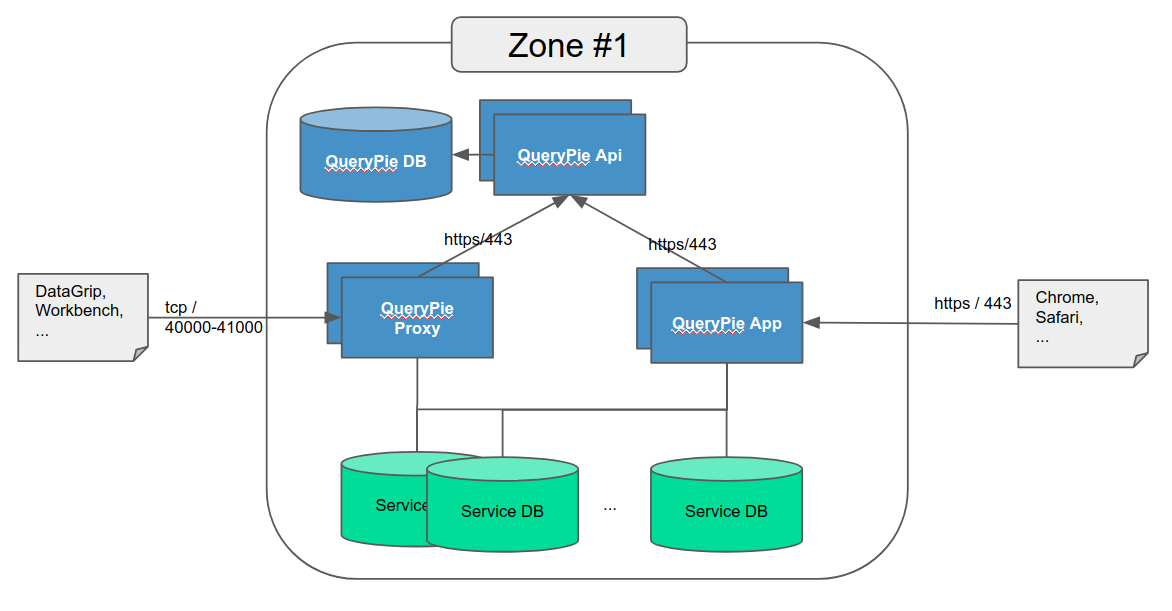 Zone #1
QueryPie DB
QueryPie Api
https/443
https/443
DataGrip,
Workbench,
...
tcp /
40000-41000
QueryPie
Proxy
QueryPie App
https / 443
Chrome,
Safari,
...
Service
Service DB
...
Service DB